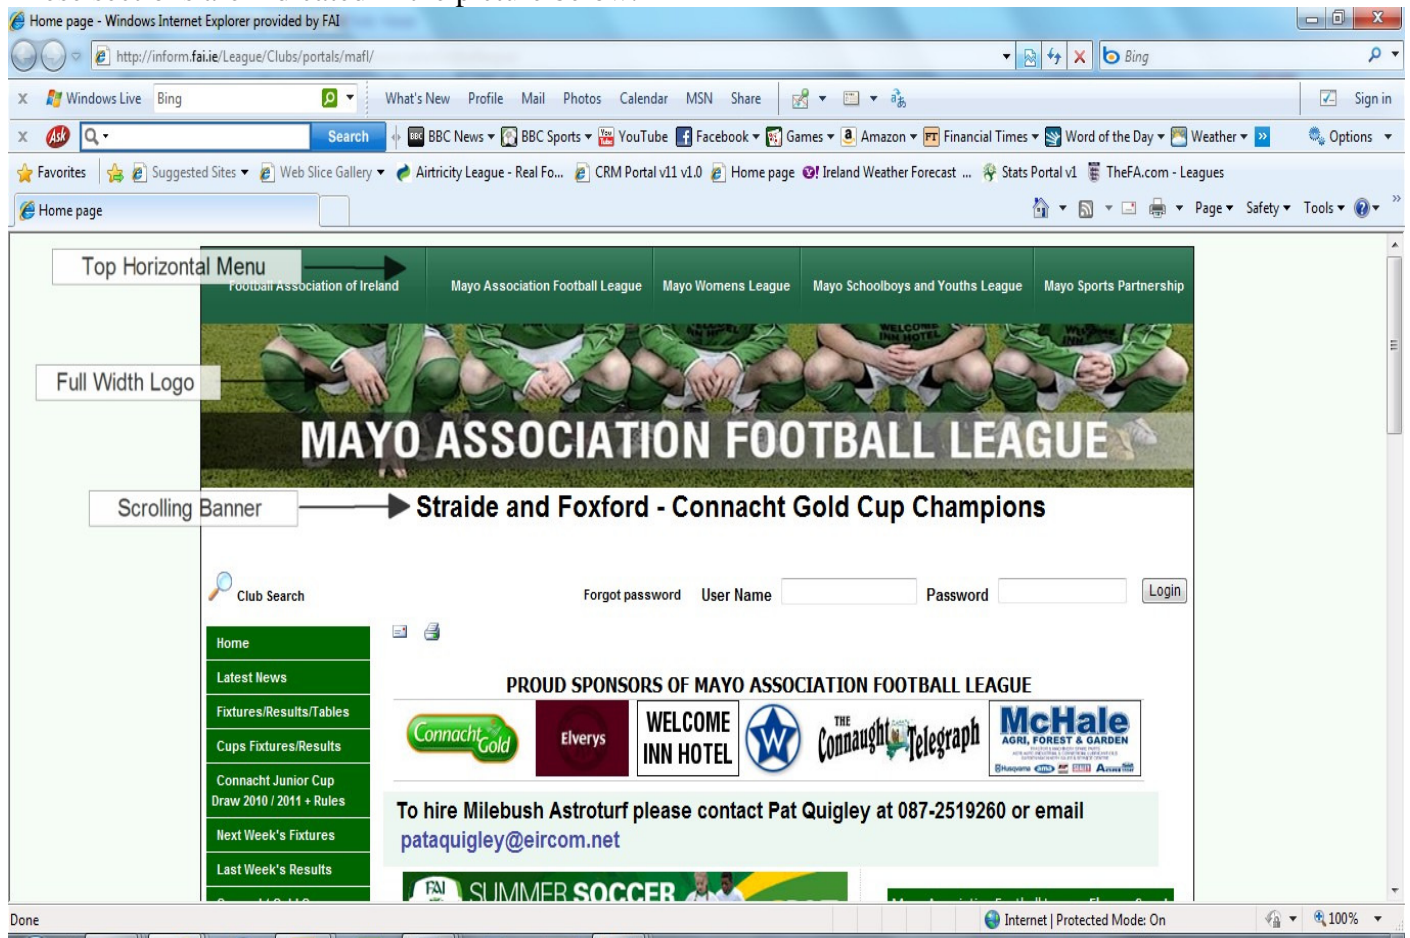 Home page - Windows Internet Explorer provided by FAI
http://inform.fai.ie/League/Clubs/portals/mafl/
Bing
x Windows Live Bing What's New Profile Mail Photos Calendar MSN Share Sign in
x Ask Search BBC BBC News BBC Sports You Tube YouTube Facebook Games a Amazon FT Financial Times Word of the Day Weather » Options
Favorites Suggested Sites Web Slice Gallery Airtricity League - Real Fo... CRM Portal v11 v1.0 Home page Ireland Weather Forecast ... Stats Portal v1 TheFA.com - Leagues
Home page Page Safety Tools »
Top Horizontal Menu
Football Association of Ireland Mayo Association Football League Mayo Womens League Mayo Schoolboys and Youths League Mayo Sports Partnership
WELCOME INN HOTEL
Full Width Logo
MAYO ASSOCIATION FOOTBALL LEAGUE
Scrolling Banner
Straide and Foxford - Connacht Gold Cup Champions
Club Search Forgot password User Name Password Login
Home
Latest News
Fixtures/Results/Tables
Cups Fixtures/Results
Connacht Junior Cup
Draw 2010 / 2011 + Rules
Next Week's Fixtures
Last Week's Results
PROUD SPONSORS OF MAYO ASSOCIATION FOOTBALL LEAGUE
Connacht Gold
Elverys
WELCOME
INN HOTEL
W
THE
Connaught Telegraph
McHale
AGRI, FOREST & GARDEN
Husqvarna
To hire Milebush Astroturf please contact Pat Quigley at 087-2519260 or email
pataquigley@eircom.net
FAI SUMMER SOCCER
Done Internet | Protected Mode: On 100%